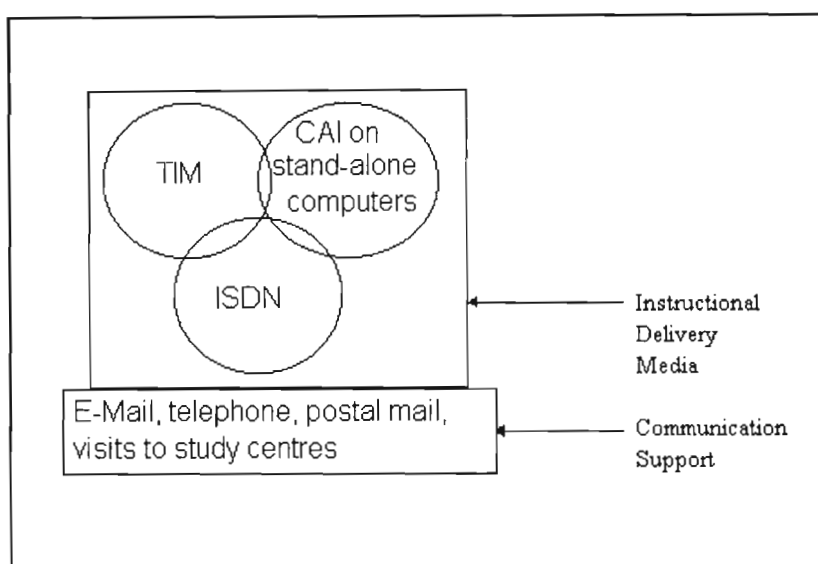 TIM
CAI on
stand-alone
computers
ISDN
Instructional
Delivery
Media
E-Mail, telephone, postal mail,
visits to study centres
Communication
Support